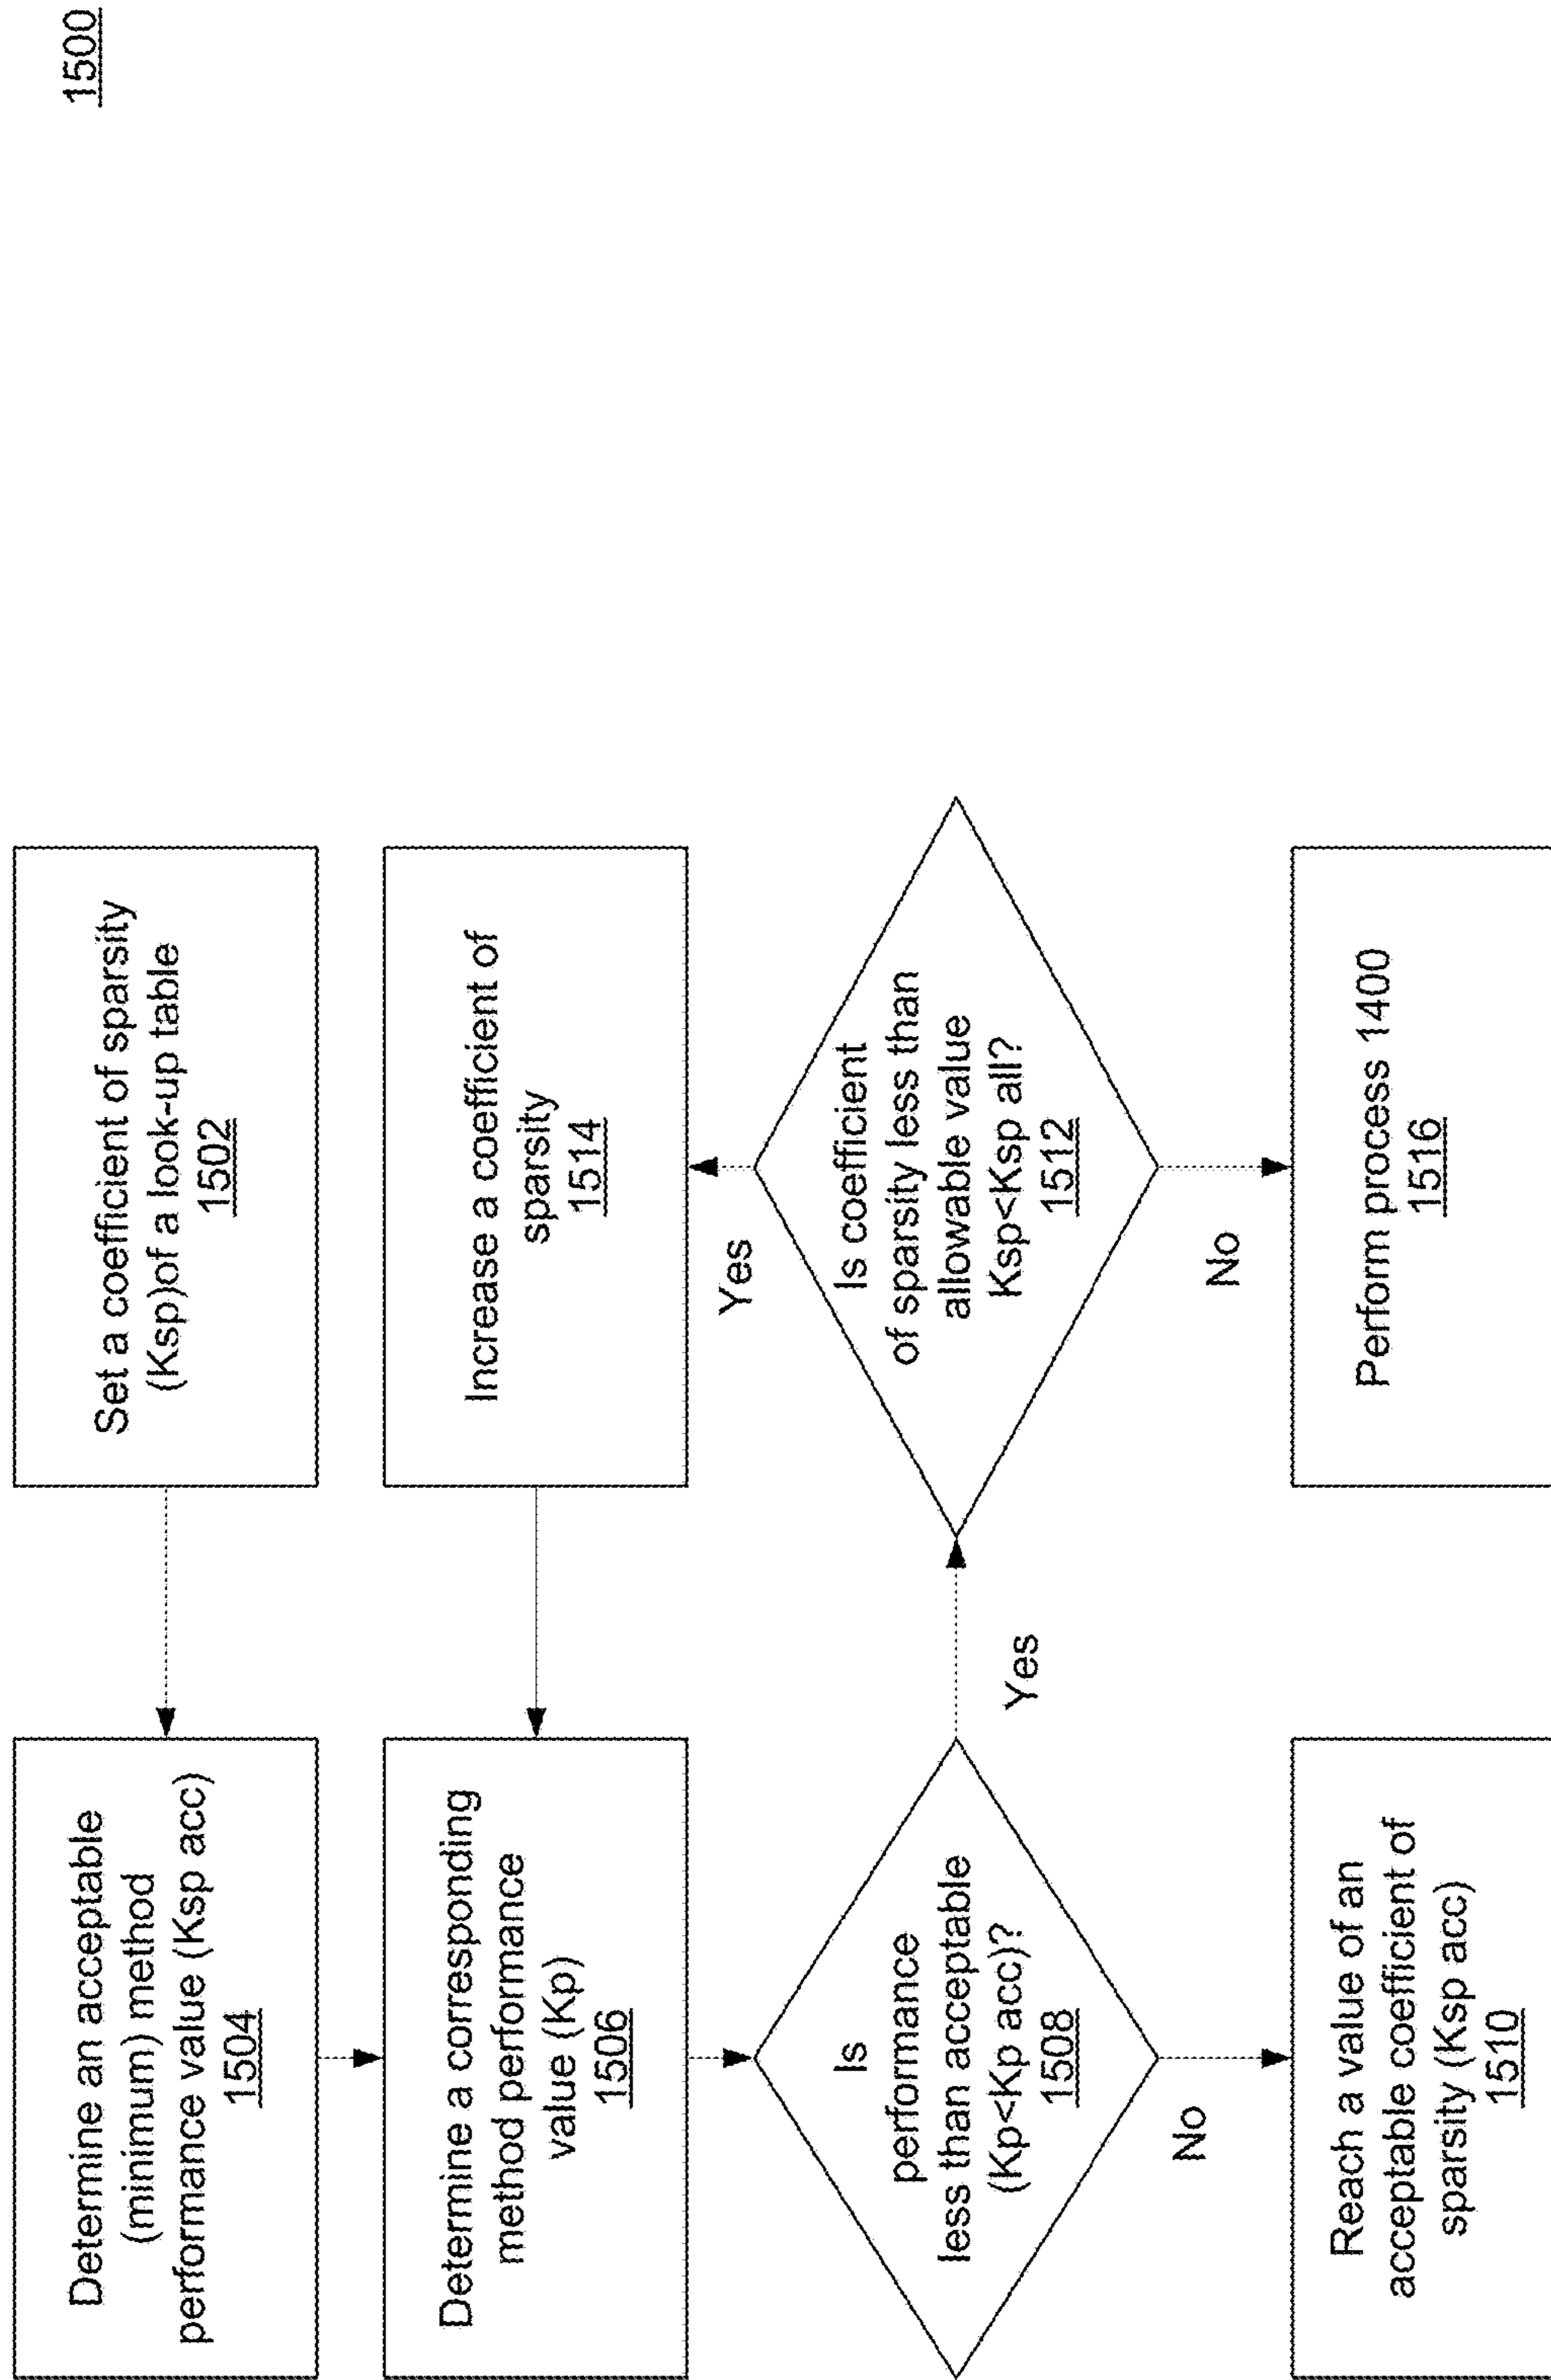 1500
Set a coefficient of sparsity
(Ksp)of a look-up table
1502
Determine an acceptable
(minimum) method
performance value (Ksp acc)
1504
Increase a coefficient of
sparsity
1514
Determine a corresponding
method performance
value (Kp)
1506
Yes
Is coefficient
of sparsity less than
allowable value
Ksp<Ksp all?
1512
Is
performance
less than acceptable
(Kp<Kp acc)?
1508
Yes
No
No
Perform process 1400
1516
Reach a value of an
acceptable coefficient of
sparsity (Ksp acc)
1510